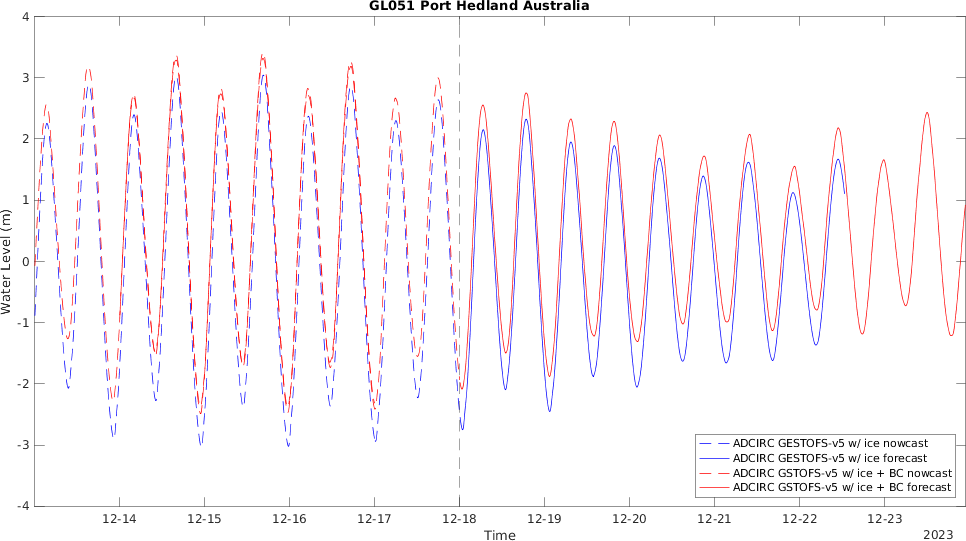 GL051 Port Hedland Australia
4
3
2
1
0
-1
-2
-3
-4
Water Level (m)
ADCIRC GESTOFS-v5 w/ ice nowcast
ADCIRC GESTOFS-v5 w/ ice forecast
ADCIRC GSTOFS-v5 w/ ice + BC nowcast
ADCIRC GSTOFS-v5 w/ ice + BC forecast
12-14 12-15 12-16 12-17 12-18 12-19 12-20 12-21 12-22 12-23
Time
2023